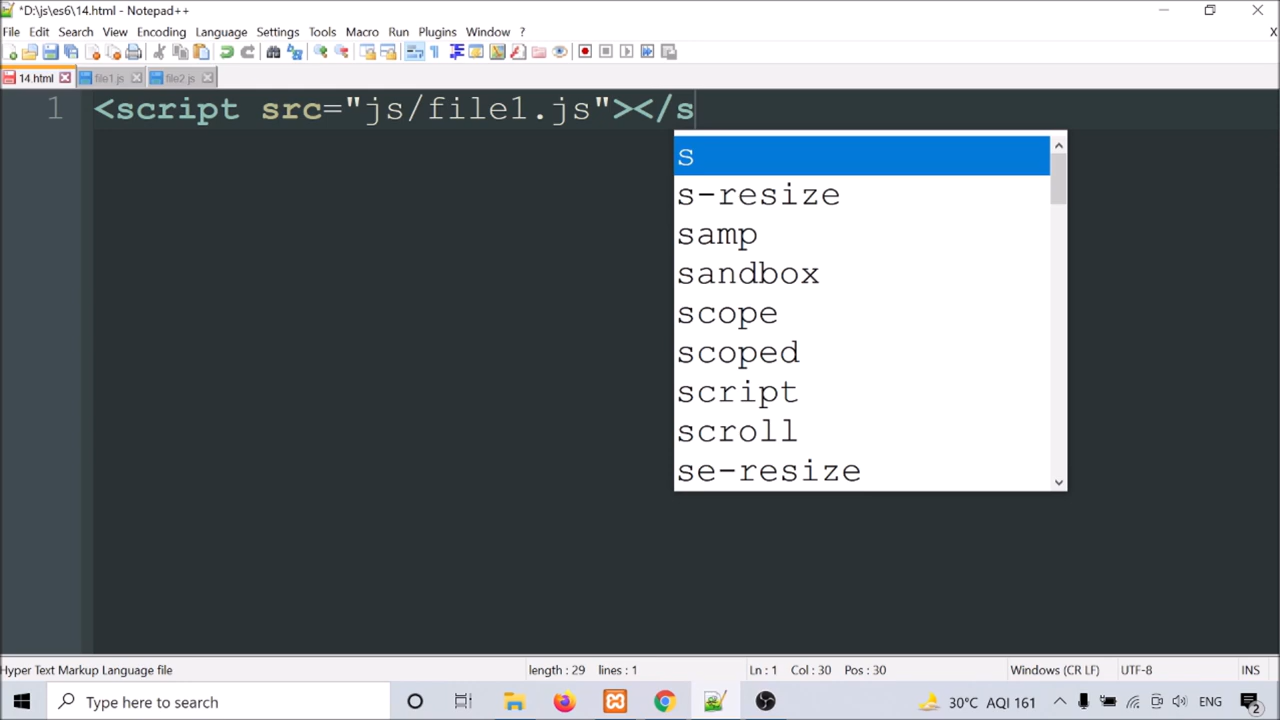 *D:\js\es6\14.html - Notepad++
File Edit Search View Encoding Language Settings Tools Macro Run Plugins Window ? X
14.html file1.js file2.js
1 <script src="js/file1.js"></s
s
s-resize
samp
sandbox
scope
scoped
script
scroll
se-resize
Hyper Text Markup Language file length : 29 lines : 1 Ln : 1 Col : 30 Pos : 30 Windows (CR LF) UTF-8 INS
Type here to search 30°C AQI 161 ENG 2